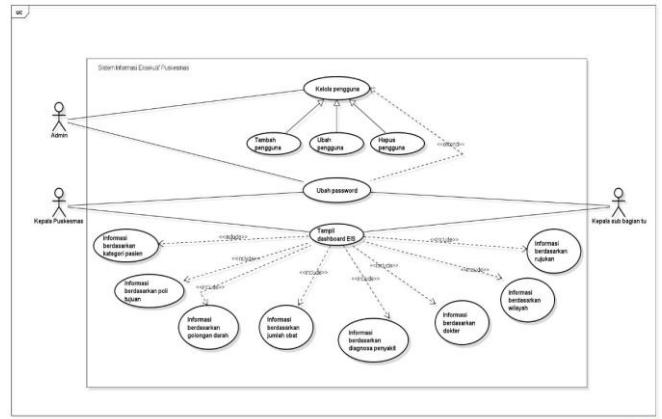 uc
Sistem Informasi Eksekutif Puskesmas
Kelola pengguna
Admin
Tambah
pengguna
Ubah
pengguna
Hapus
pengguna
<<extend>>
Ubah password
Kepala Puskesmas
Kepala sub bagian tu
Tampil
dashboard EIS
Informasi
berdasarkan
kategori pasien
<<include>>
<<include>>
Informasi
berdasarkan
rujukan
Informasi
berdasarkan poli
tujuan
<<include>>
<<include>>
<<include>>
<<include>>
<<include>>
<<include>>
Informasi
berdasarkan
wilayah
Informasi
berdasarkan
golongan darah
Informasi
berdasarkan
jumlah obat
Informasi
berdasarkan
diagnosa penyakit
Informasi
berdasarkan
dokter